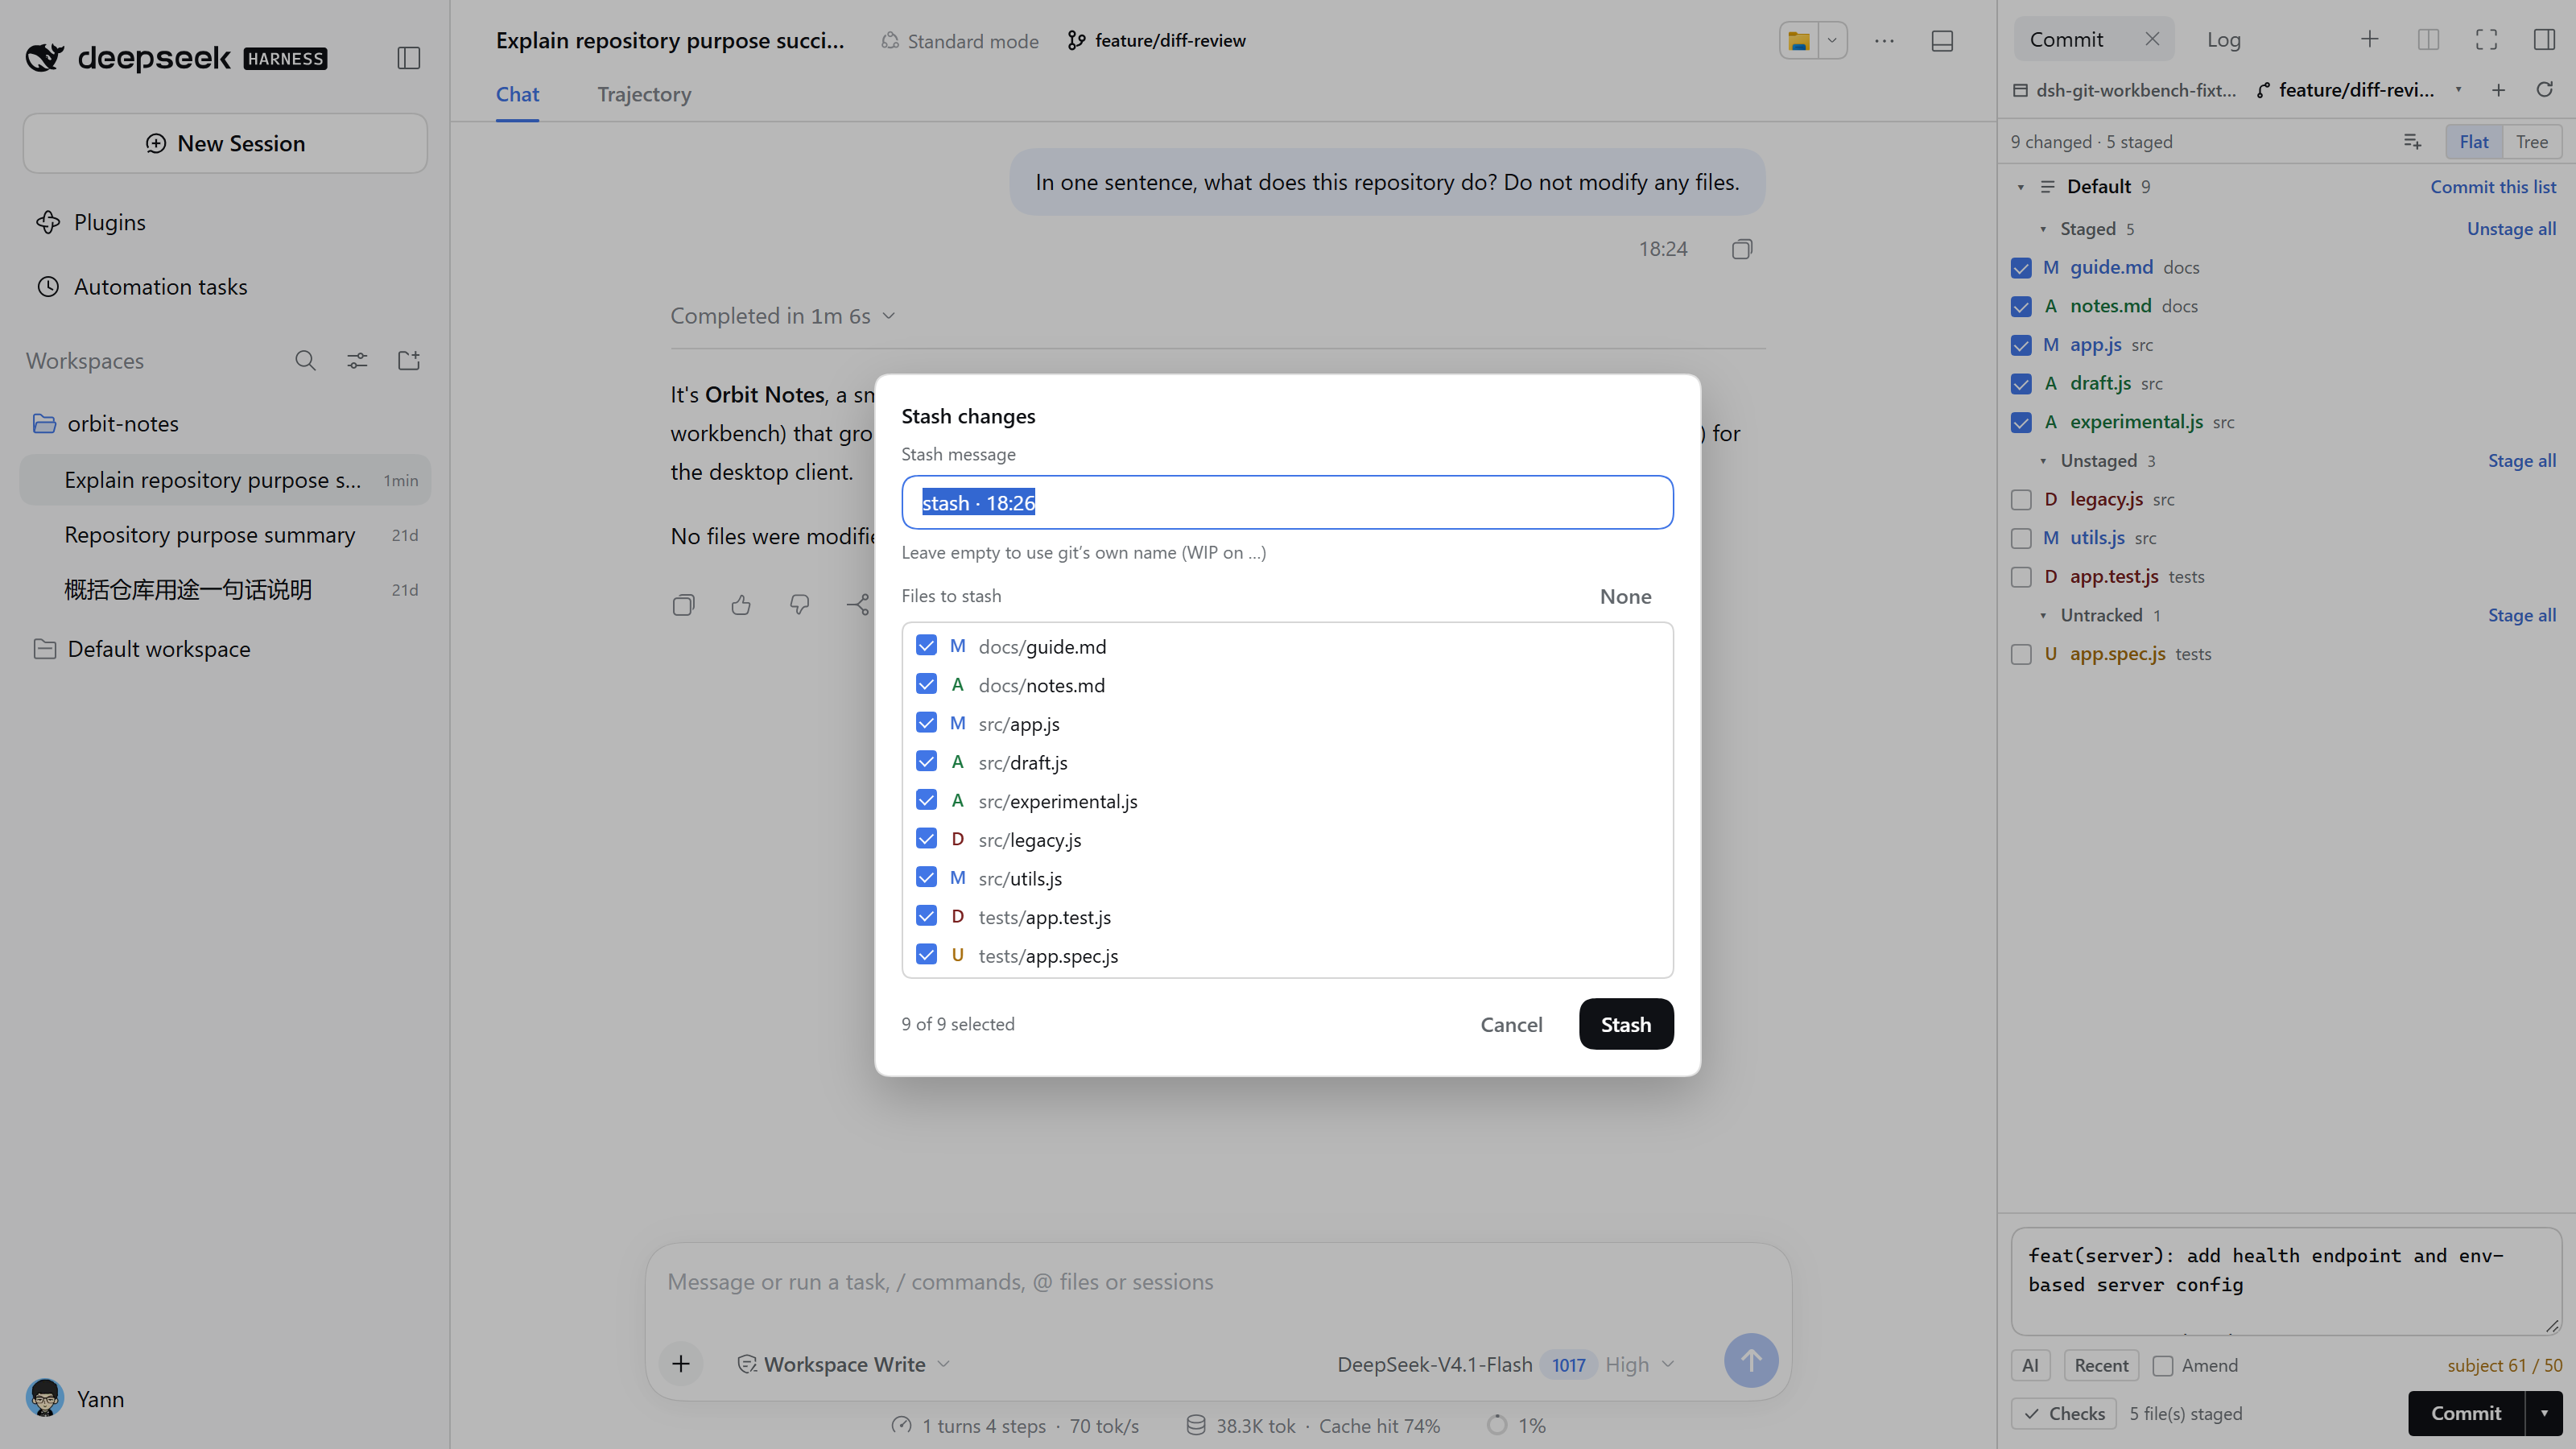 deepseek HARNESS
New Session
Plugins
Automation tasks
Workspaces
orbit-notes
Explain repository purpose s... 1min
Repository purpose summary 21d
概括仓库用途一句话说明 21d
Default workspace
Yann
Explain repository purpose succi... Standard mode feature/diff-review
Chat Trajectory
In one sentence, what does this repository do? Do not modify any files.
18:24
Completed in 1m 6s
It's Orbit Notes, a sm
workbench) that gro ) for
the desktop client.
No files were modifie
Stash changes
Stash message
stash · 18:26
Leave empty to use git’s own name (WIP on …)
Files to stash None
M docs/guide.md
A docs/notes.md
M src/app.js
A src/draft.js
A src/experimental.js
D src/legacy.js
M src/utils.js
D tests/app.test.js
U tests/app.spec.js
9 of 9 selected Cancel Stash
Message or run a task, / commands, @ files or sessions
Workspace Write DeepSeek-V4.1-Flash 1017 High
1 turns 4 steps · 70 tok/s 38.3K tok · Cache hit 74% 1%
Commit Log
dsh-git-workbench-fixt... feature/diff-revi...
9 changed · 5 staged Flat Tree
Default 9 Commit this list
Staged 5 Unstage all
M guide.md docs
A notes.md docs
M app.js src
A draft.js src
A experimental.js src
Unstaged 3 Stage all
D legacy.js src
M utils.js src
D app.test.js tests
Untracked 1 Stage all
U app.spec.js tests
feat(server): add health endpoint and env-
based server config
AI Recent Amend subject 61 / 50
Checks 5 file(s) staged Commit